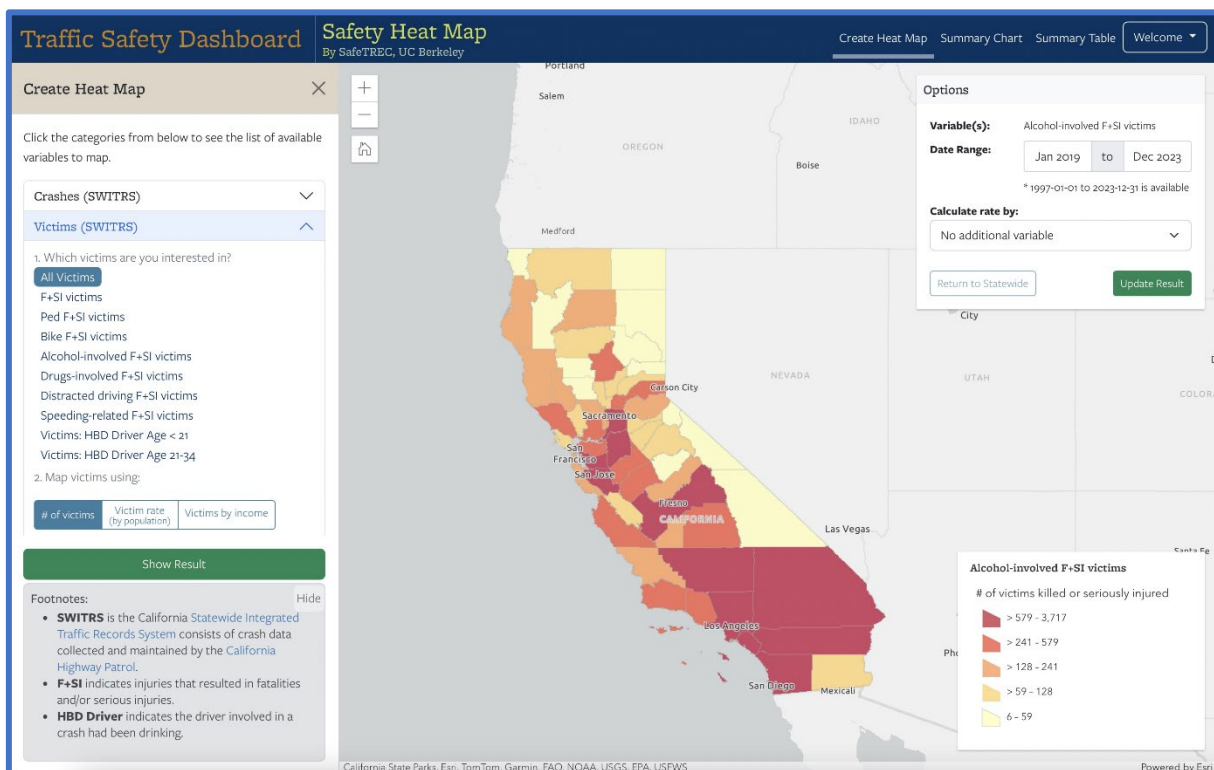 Traffic Safety Dashboard
Safety Heat Map
By SafeTREC, UC Berkeley
Create Heat Map
Summary Chart
Summary Table
Welcome
Create Heat Map
Click the categories from below to see the list of available
variables to map.
Crashes (SWITRS)
Victims (SWITRS)
1. Which victims are you interested in?
All Victims
F+SI victims
Ped F+SI victims
Bike F+SI victims
Alcohol-involved F+SI victims
Drugs-involved F+SI victims
Distracted driving F+SI victims
Speeding-related F+SI victims
Victims: HBD Driver Age < 21
Victims: HBD Driver Age 21-34
2. Map victims using:
# of victims
Victim rate
(by population)
Victims by income
Show Result
Footnotes:
Hide
• SWITRS is the California Statewide Integrated
Traffic Records System consists of crash data
collected and maintained by the California
Highway Patrol.
• F+SI indicates injuries that resulted in fatalities
and/or serious injuries.
• HBD Driver indicates the driver involved in a
crash had been drinking.
Portland
Salem
OREGON
IDAHO
Boise
Medford
NEVADA
UTAH
City
Carson City
Sacramento
San
Francisco
San Jose
Fresno
CALIFORNIA
Las Vegas
Los Angeles
San Diego
Mexicali
Santa Fe
Options
Variable(s):
Alcohol-involved F+SI victims
Date Range:
Jan 2019
to
Dec 2023
* 1997-01-01 to 2023-12-31 is available
Calculate rate by:
No additional variable
Return to Statewide
Update Result
Alcohol-involved F+SI victims
# of victims killed or seriously injured
> 579 - 3,717
> 241 - 579
> 128 - 241
> 59 - 128
6 - 59
California State Parks, Esri, TomTom, Garmin, FAO, NOAA, USGS, EPA, USFWS
Powered by Esri